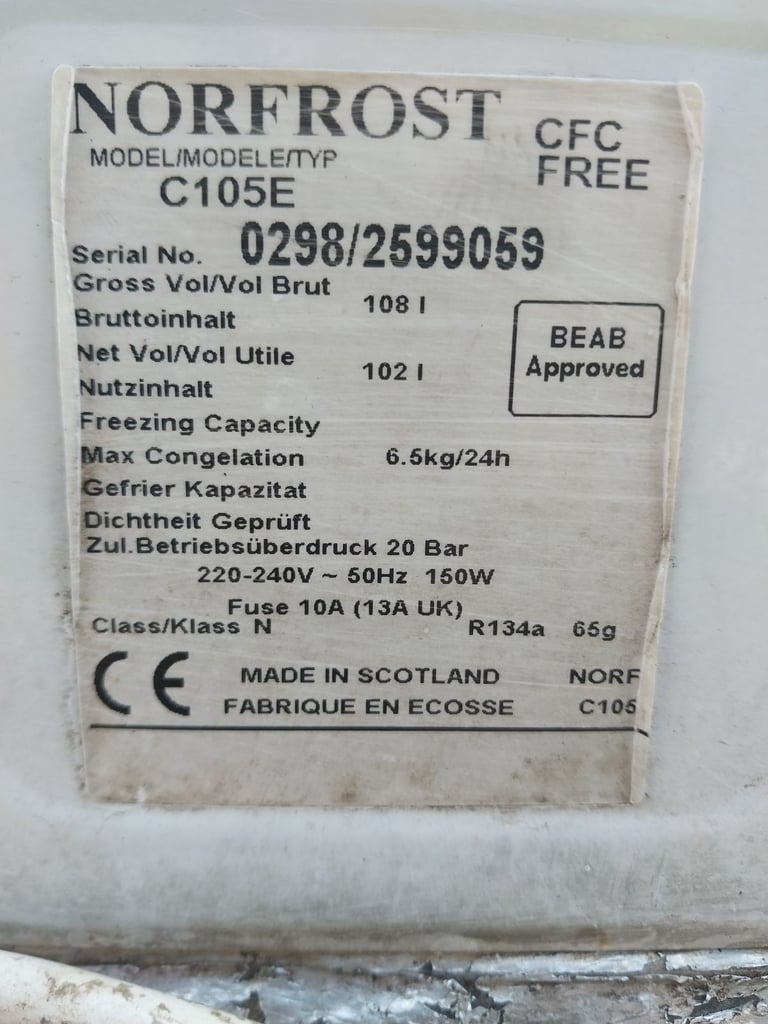 NORFROST
CFC
FREE
MODEL/MODELE/TYP
C105E
Serial No. 0298/2599059
Gross Vol/Vol Brut
108 l
Bruttoinhalt
Net Vol/Vol Utile
102 l
Nutzinhalt
BEAB
Approved
Freezing Capacity
Max Congelation 6.5kg/24h
Gefrier Kapazitat
Dichtheit Geprüft
Zul.Betriebsüberdruck 20 Bar
220-240V ~ 50Hz 150W
Fuse 10A (13A UK)
Class/Klass N R134a 65g
CE
MADE IN SCOTLAND NORF
FABRIQUE EN ECOSSE C105